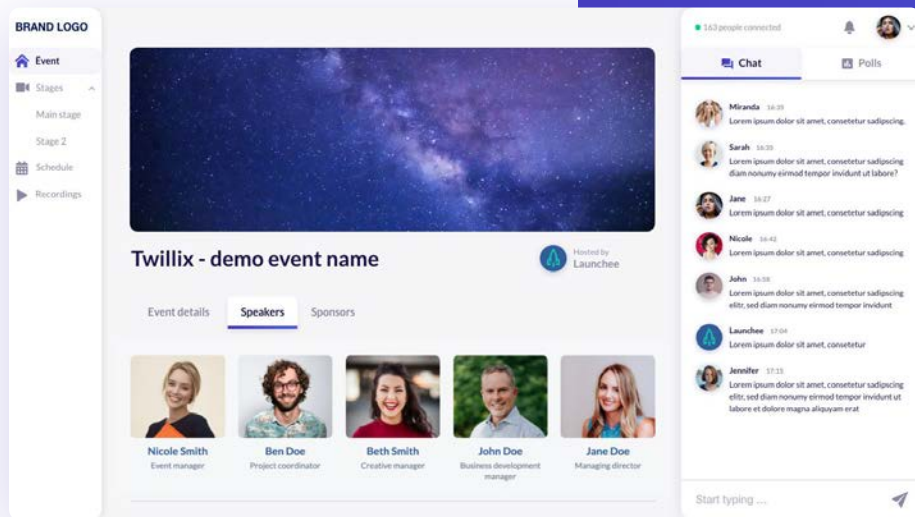 BRAND LOGO
Event
Stages
Main stage
Stage 2
Schedule
Recordings
Twillix - demo event name
Hosted by
Launchee
Event details
Speakers
Sponsors
Nicole Smith
Event manager
Ben Doe
Project coordinator
Beth Smith
Creative manager
John Doe
Business development
manager
Jane Doe
Managing director
163 people connected
Chat
Polls
Miranda 16:35
Lorem ipsum dolor sit amet, consetetur sadipscing.
Sarah 16:35
Lorem ipsum dolor sit amet, consetetur sadipscing
diam nonumy eirmod tempor invidunt ut labore?
Jane 16:27
Lorem ipsum dolor sit amet, consetetur sadipscing
Nicole 16:42
Lorem ipsum dolor sit amet, consetetur sadipscing
John 16:58
Lorem ipsum dolor sit amet, consetetur sadipscing
elitr, sed diam nonumy eirmod tempor invidunt
Launchee 17:04
Lorem ipsum dolor sit amet, consetetur
Jennifer 17:15
Lorem ipsum dolor sit amet, consetetur sadipscing
elitr, sed diam nonumy eirmod tempor invidunt ut
labore et dolore magna aliquyam erat
Start typing ....